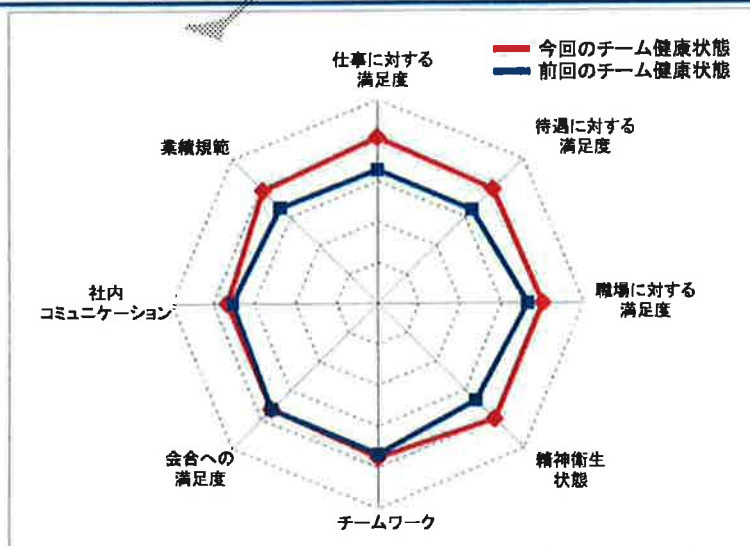 今回のチーム健康状態
前回のチーム健康状態
仕事に対する
満足度
待遇に対する
満足度
職場に対する
満足度
精神衛生
状態
チームワーク
会合への
満足度
社内
コミュニケーション
業績規範